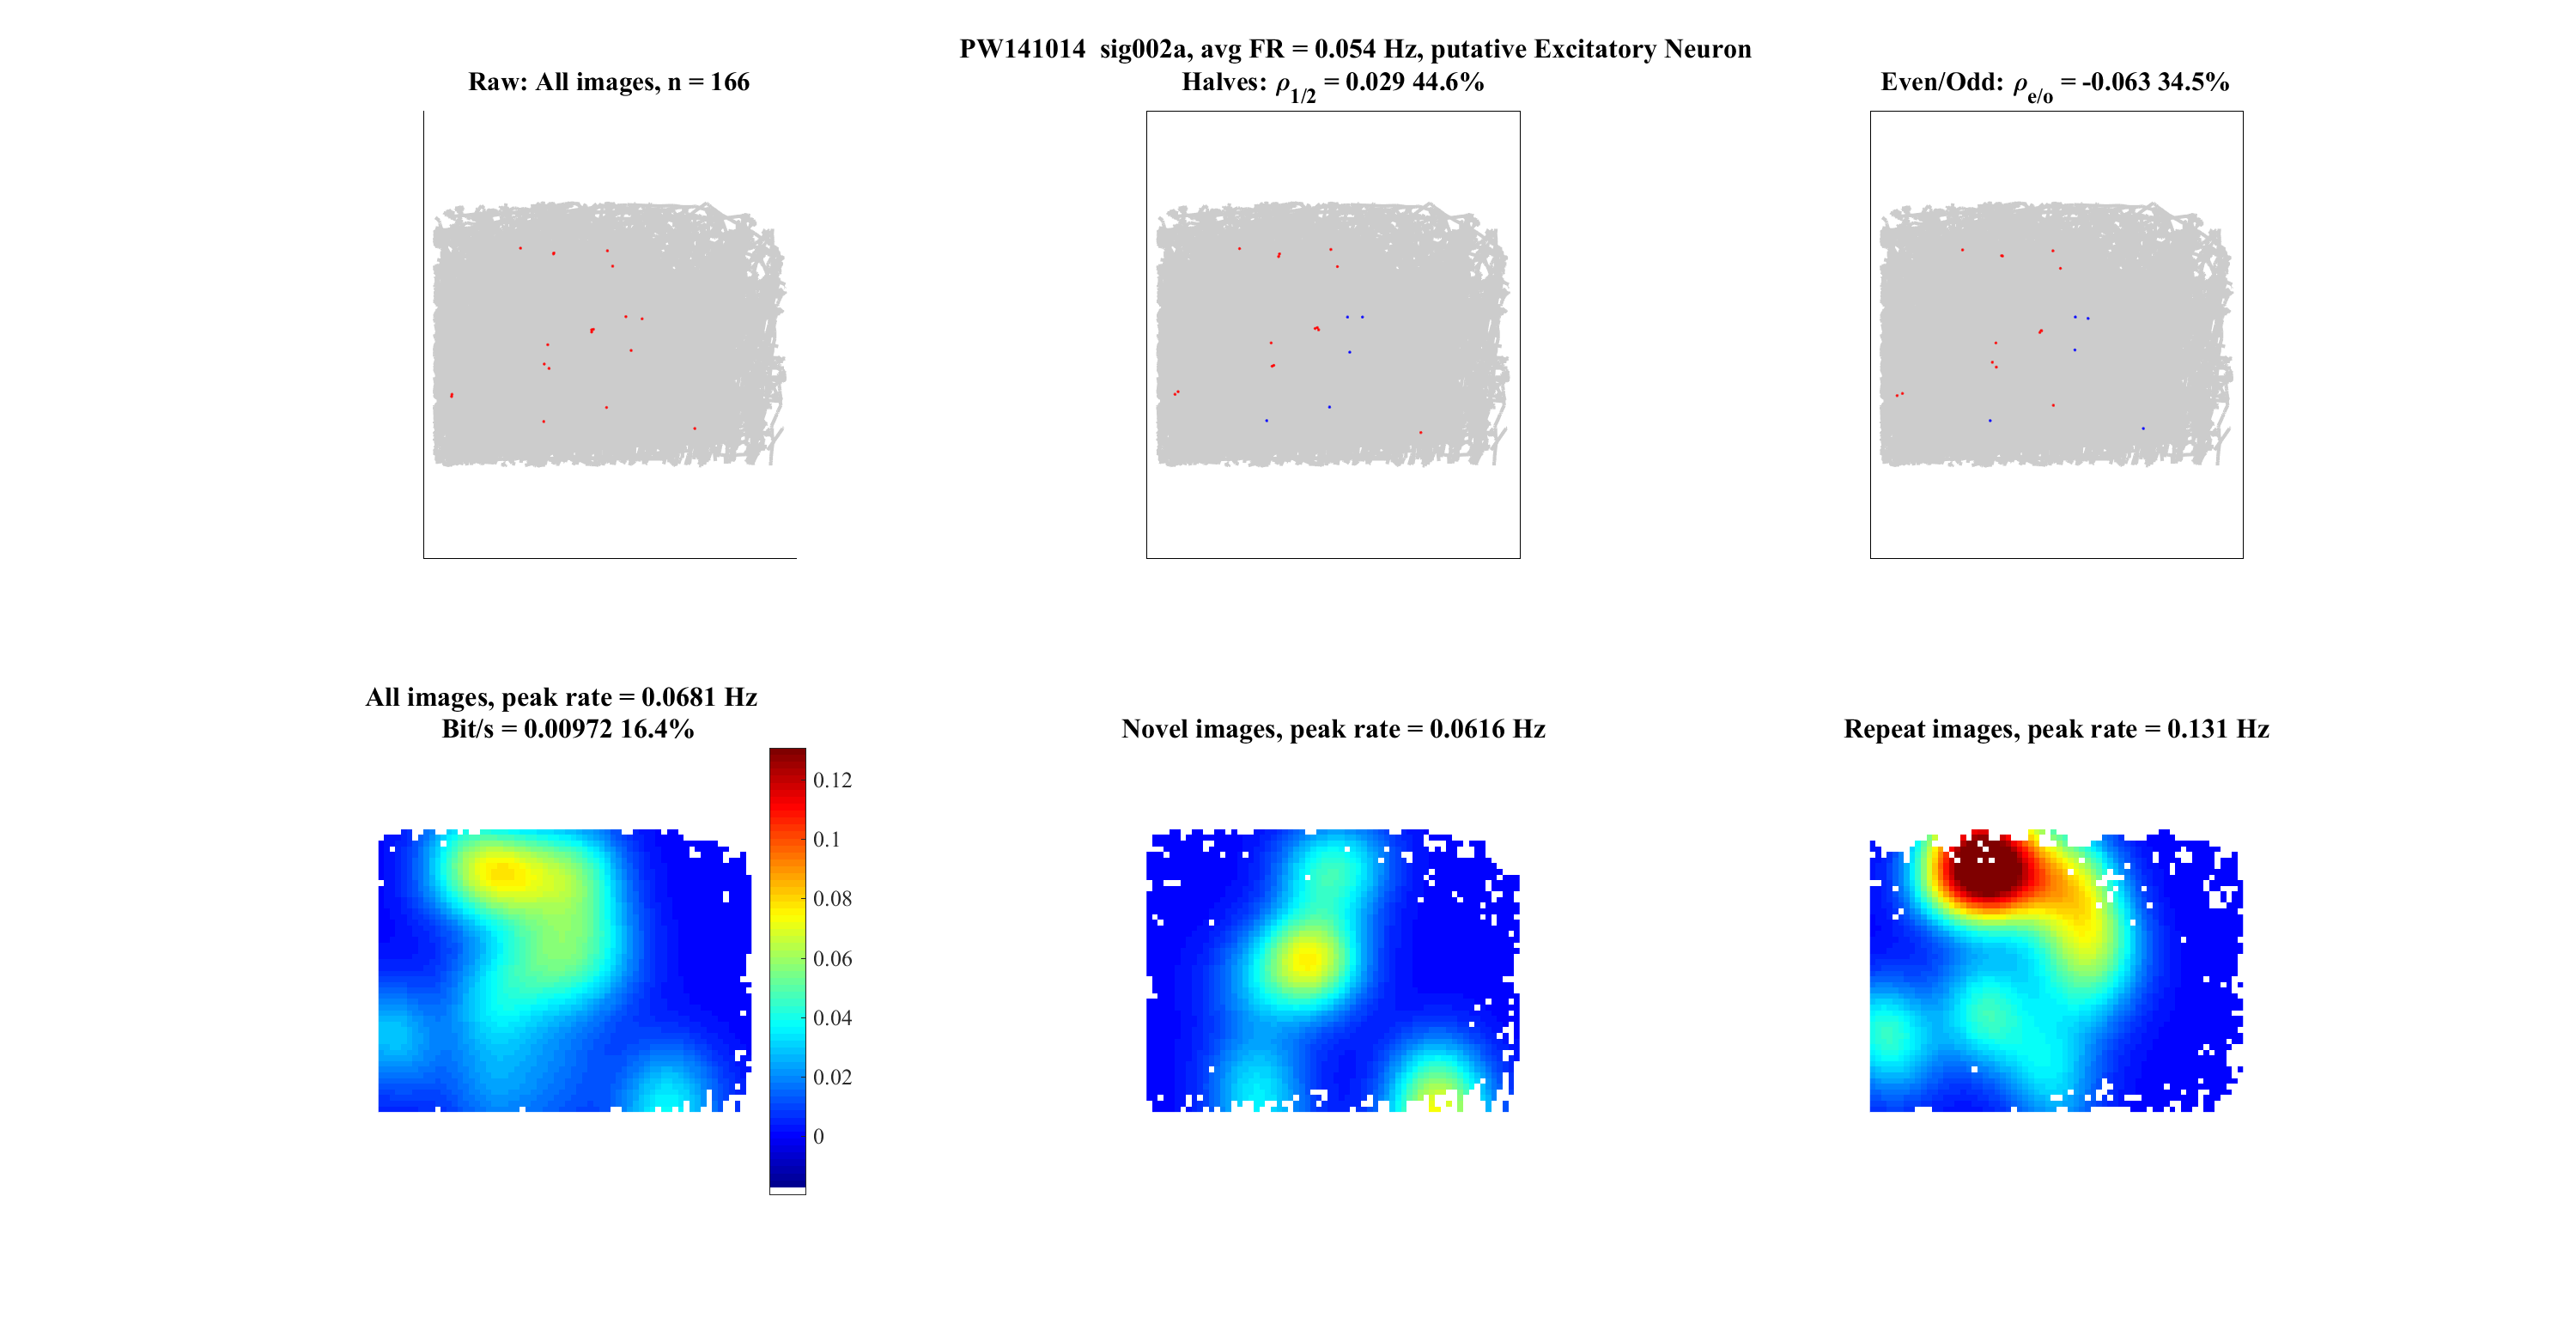 PW141014 sig002a, avg FR = 0.054 Hz, putative Excitatory Neuron
Raw: All images, n = 166
Halves: ρ1/2 = 0.029 44.6%
Even/Odd: ρe/o = -0.063 34.5%
All images, peak rate = 0.0681 Hz
Bit/s = 0.00972 16.4%
0.12
0.1
0.08
0.06
0.04
0.02
0
Novel images, peak rate = 0.0616 Hz
Repeat images, peak rate = 0.131 Hz